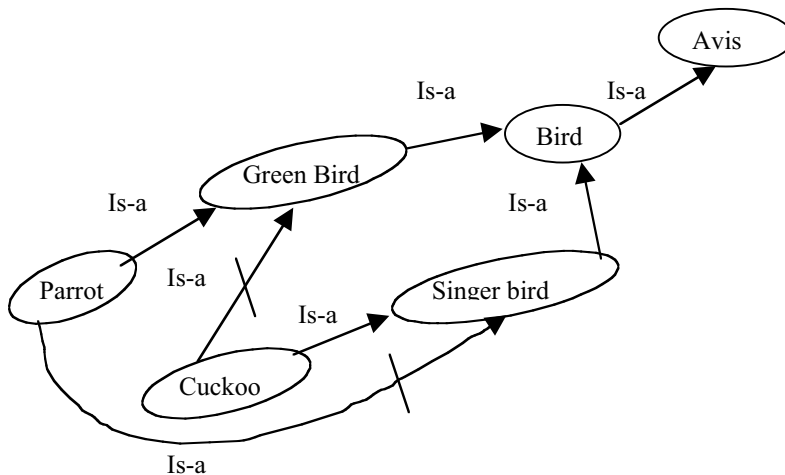 Avis
Is-a
Is-a
Bird
Green Bird
Is-a
Is-a
Is-a
Parrot
Singer bird
Is-a
Cuckoo
Is-a